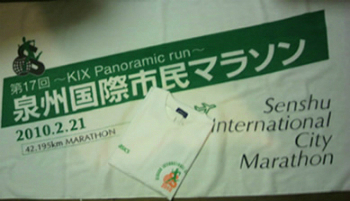 第17回 ～KIX Panoramic run～
泉州国際市民マラソン
2010.2.21
42.195km MARATHON
Senshu
International
City
Marathon